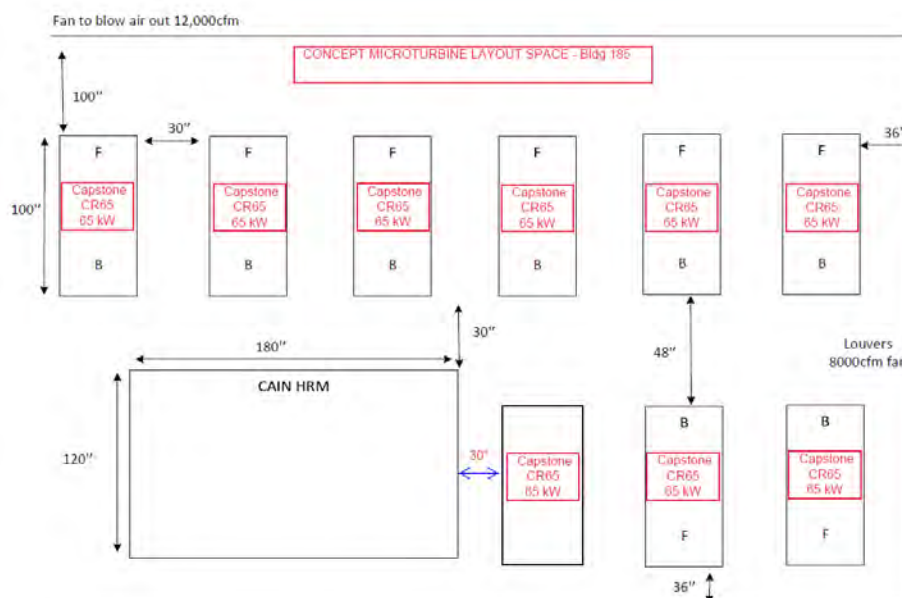 Fan to blow air out 12,000cfm
CONCEPT MICROTURBINE LAYOUT SPACE - Bldg 185
100"
30"
36"
F
F
F
F
F
F
100"
Capstone
CR65
65 kW
Capstone
CR65
65 kW
Capstone
CR65
65 kW
Capstone
CR65
65 kW
Capstone
CR65
65 kW
Capstone
CR65
65 kW
B
B
B
B
B
B
30"
180"
48"
Louvers
8000cfm fan
CAIN HRM
120"
30"
B
B
Capstone
CR65
65 kW
Capstone
CR65
65 kW
Capstone
CR65
65 kW
F
F
36"